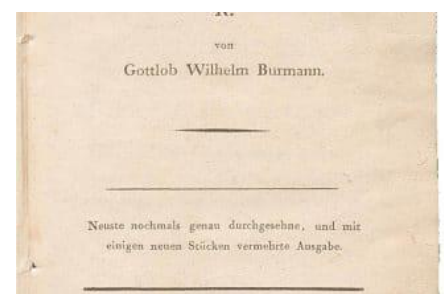 R.
von
Gottlob Wilhelm Burmann.
Neuste nochmals genau durchgesehne, und mit
einigen neuen Stücken vermehrte Ausgabe.